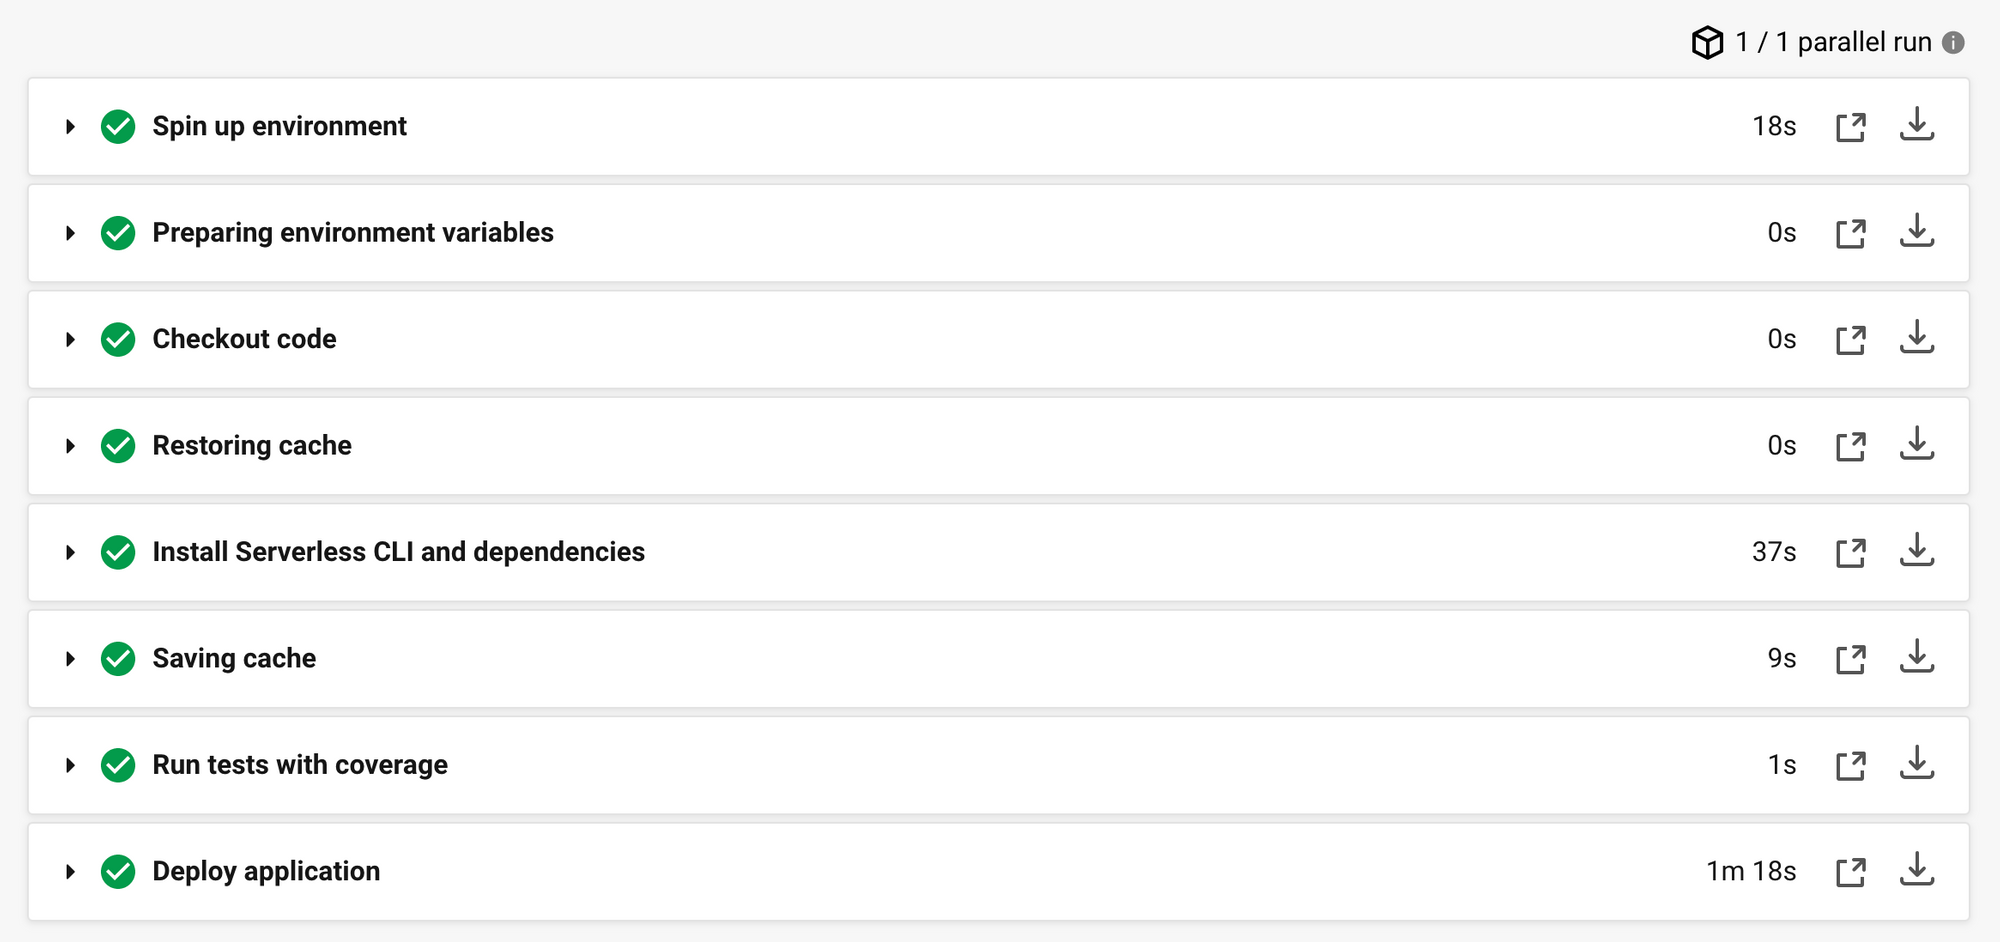 1 / 1 parallel run
Spin up environment 18s
Preparing environment variables 0s
Checkout code 0s
Restoring cache 0s
Install Serverless CLI and dependencies 37s
Saving cache 9s
Run tests with coverage 1s
Deploy application 1m 18s